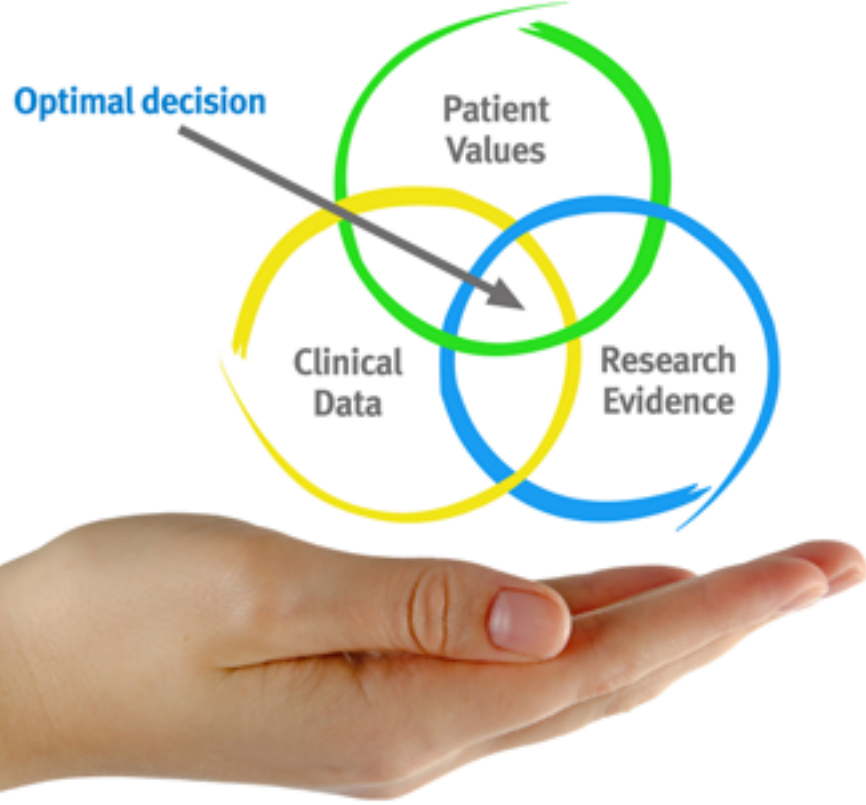 Optimal decision
Patient
Values
Clinical
Data
Research
Evidence